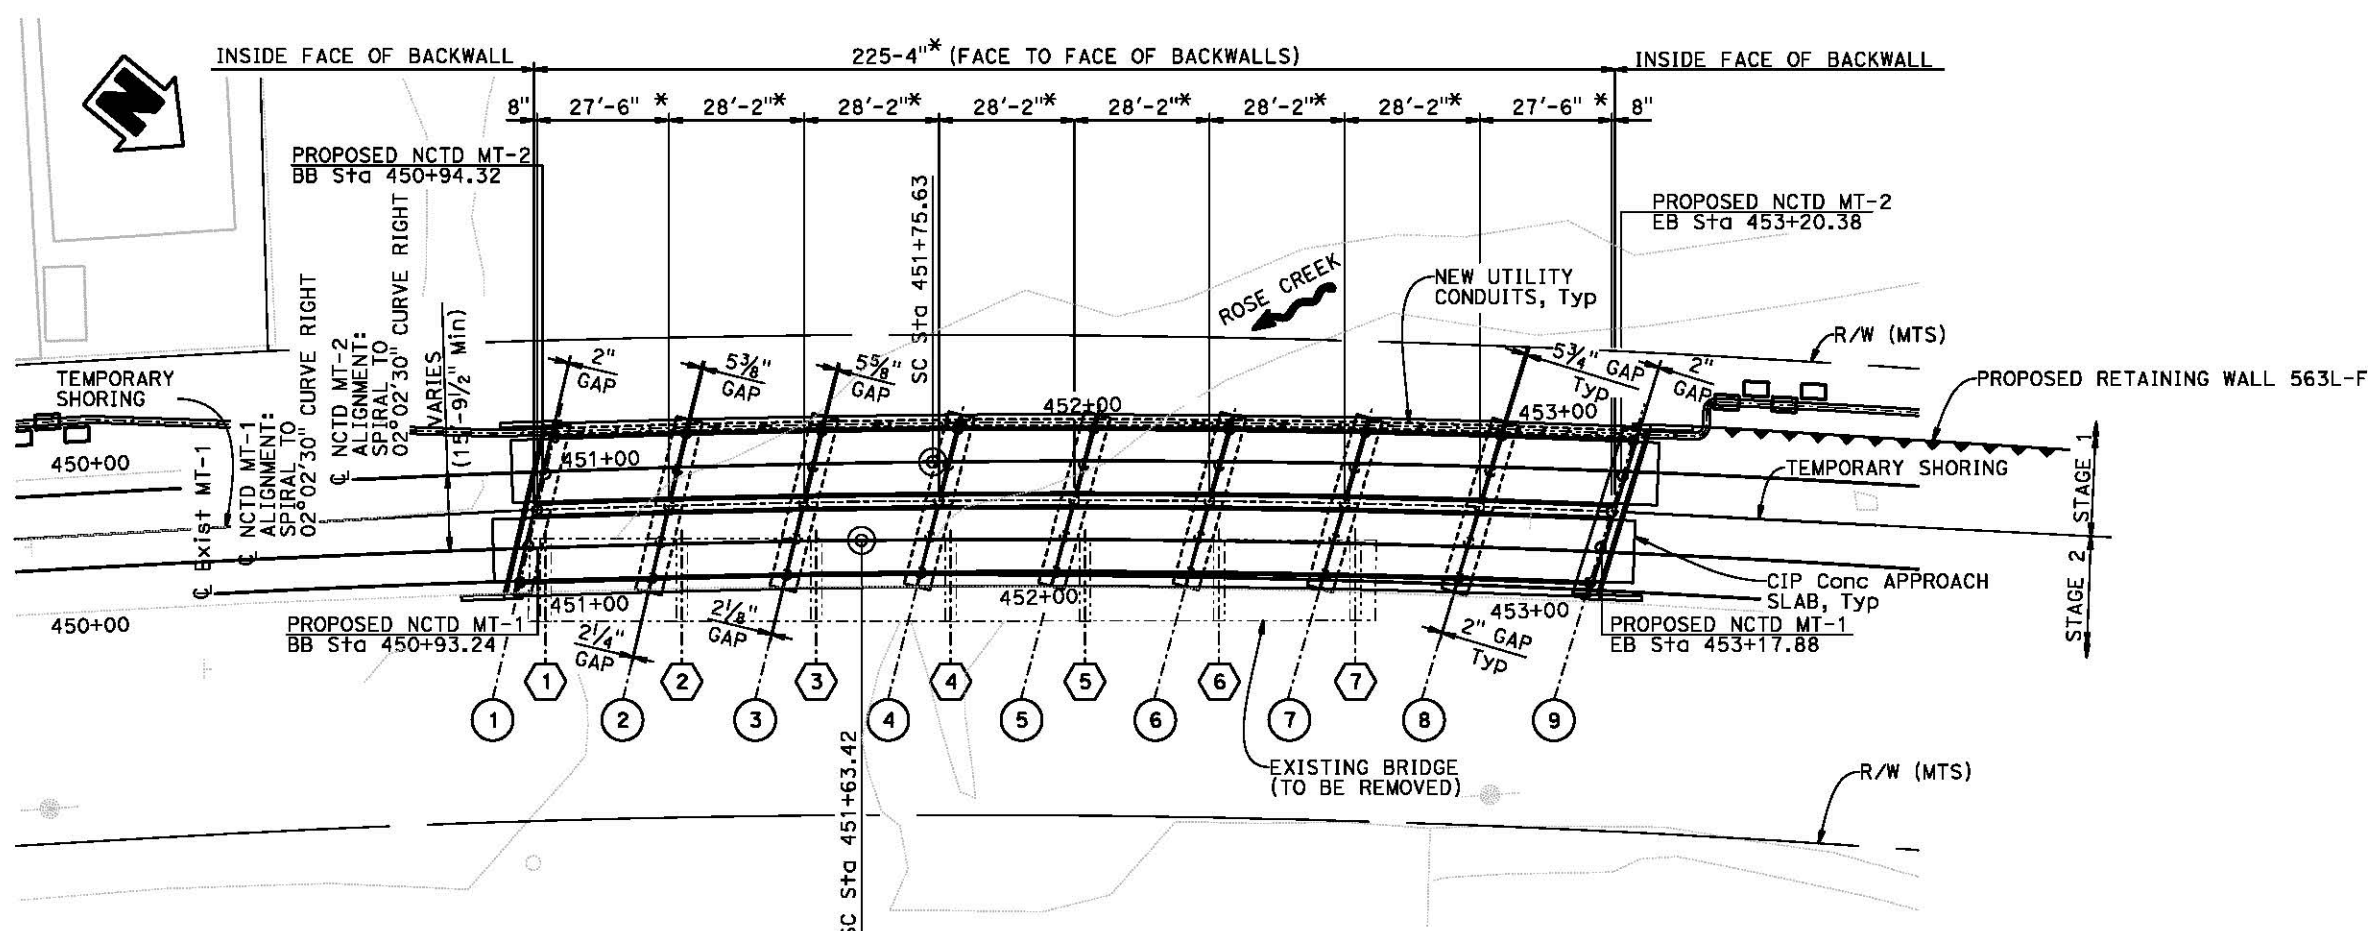 INSIDE FACE OF BACKWALL
225-4"* (FACE TO FACE OF BACKWALLS)
INSIDE FACE OF BACKWALL
N
8" 27'-6" * 28'-2"* 28'-2"* 28'-2"* 28'-2"* 28'-2"* 28'-2"* 27'-6" * 8"
PROPOSED NCTD MT-2
BB Sta 450+94.32
SC Sta 451+75.63
PROPOSED NCTD MT-2
EB Sta 453+20.38
ROSE CREEK
NEW UTILITY
CONDUITS, Typ
R/W (MTS)
TEMPORARY
SHORING
℄ Exist MT-1
℄ NCTD MT-1
ALIGNMENT:
SPIRAL TO
02°02'30" CURVE RIGHT
℄ NCTD MT-2
ALIGNMENT:
SPIRAL TO
02°02'30" CURVE RIGHT
VARIES
(15'-9½" Min)
2"
GAP
5⅜"
GAP
5⅝"
GAP
5¾" GAP
Typ
2"
GAP
PROPOSED RETAINING WALL 563L-F
450+00
451+00
452+00
453+00
TEMPORARY SHORING
STAGE 1
STAGE 2
450+00
451+00
452+00
453+00
CIP Conc APPROACH
SLAB, Typ
PROPOSED NCTD MT-1
BB Sta 450+93.24
2¼"
GAP
2⅛"
GAP
2" GAP
Typ
PROPOSED NCTD MT-1
EB Sta 453+17.88
1 2 3 4 5 6 7
1 2 3 4 5 6 7 8 9
SC Sta 451+63.42
EXISTING BRIDGE
(TO BE REMOVED)
R/W (MTS)